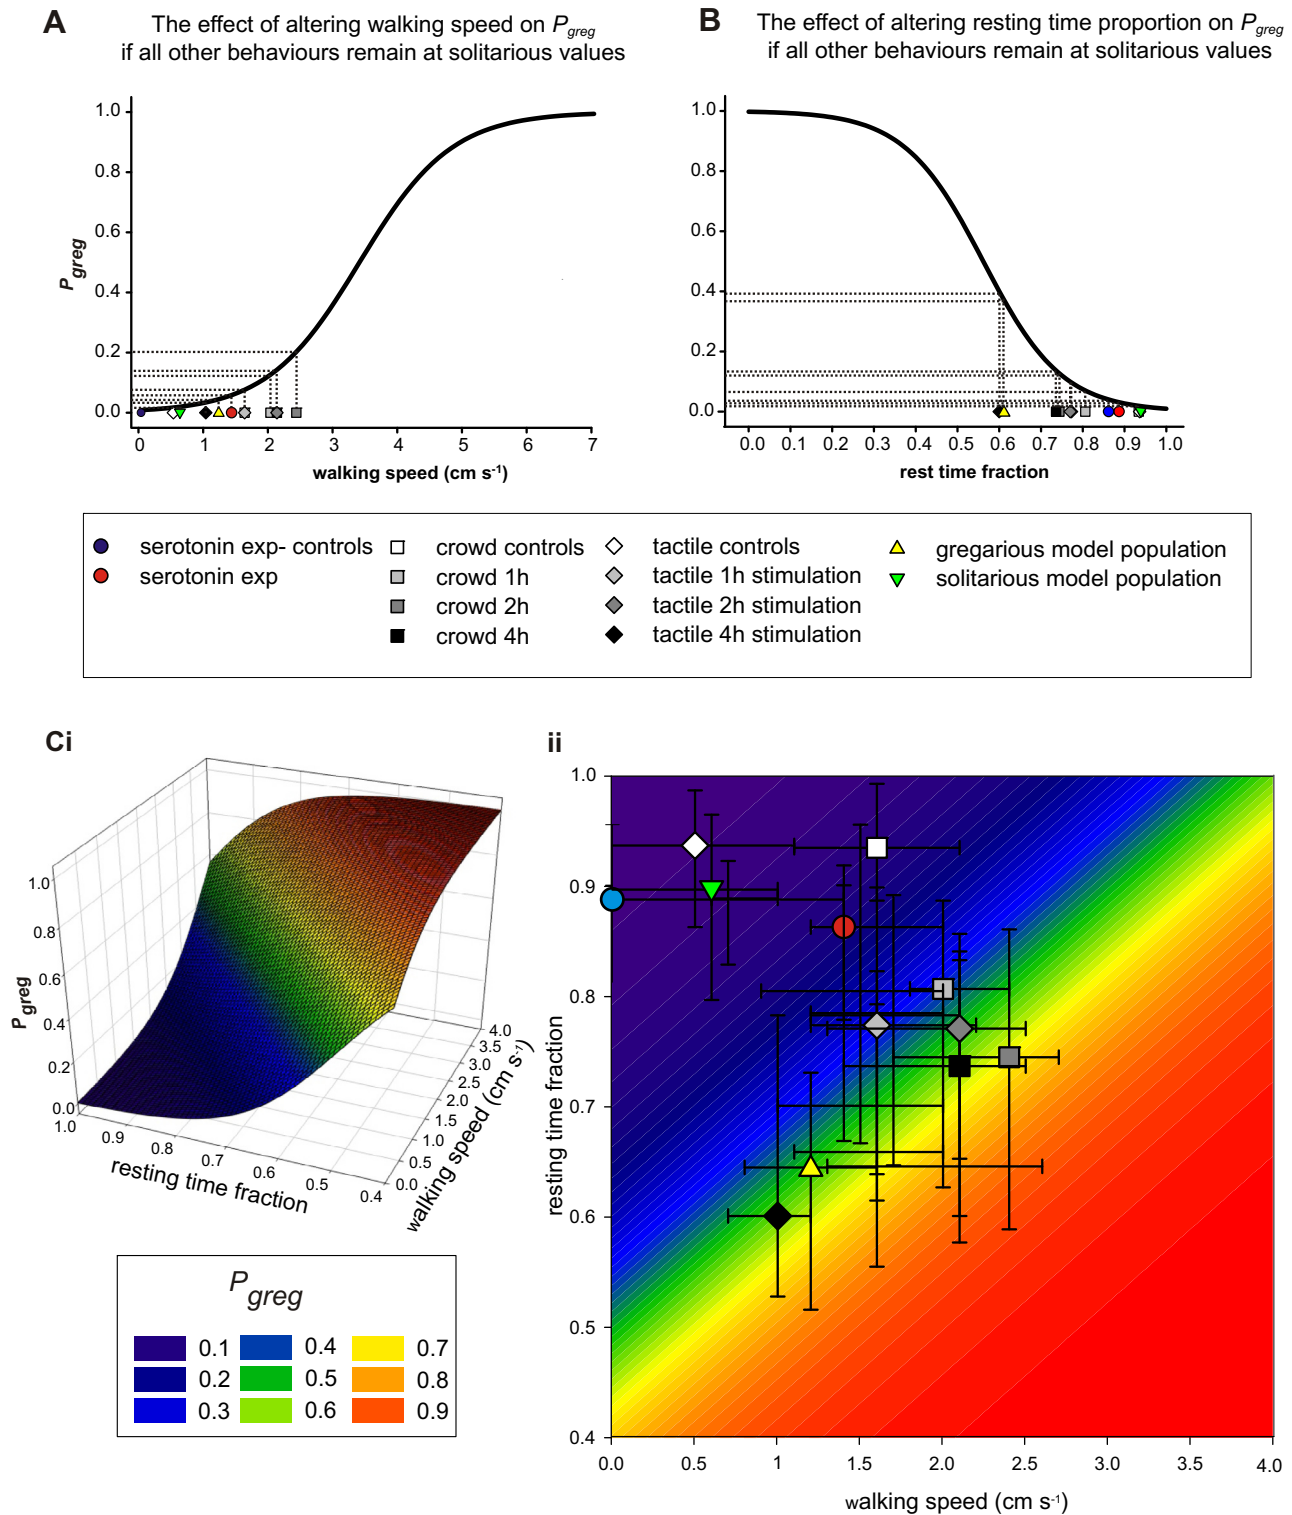 A
The effect of altering walking speed on Pgreg
if all other behaviours remain at solitarious values
B
The effect of altering resting time proportion on Pgreg
if all other behaviours remain at solitarious values
1.0
0.8
0.6
0.4
0.2
0.0
Pgreg
0 1 2 3 4 5 6 7
walking speed (cm s-1)
1.0
0.8
0.6
0.4
0.2
0.0
0.0 0.1 0.2 0.3 0.4 0.5 0.6 0.7 0.8 0.9 1.0
rest time fraction
serotonin exp- controls
serotonin exp
crowd controls
crowd 1h
crowd 2h
crowd 4h
tactile controls
tactile 1h stimulation
tactile 2h stimulation
tactile 4h stimulation
gregarious model population
solitarious model population
Ci
1.0
0.8
0.6
0.4
0.2
0.0
Pgreg
1.0 0.9 0.8 0.7 0.6 0.5 0.4
resting time fraction
4.0
3.5
3.0
2.5
2.0
1.5
1.0
0.5
0.0
walking speed (cm s-1)
Pgreg
0.1 0.4 0.7
0.2 0.5 0.8
0.3 0.6 0.9
ii
1.0
0.9
0.8
0.7
0.6
0.5
0.4
resting time fraction
0.0 0.5 1 1.5 2.0 2.5 3.0 3.5 4.0
walking speed (cm s-1)